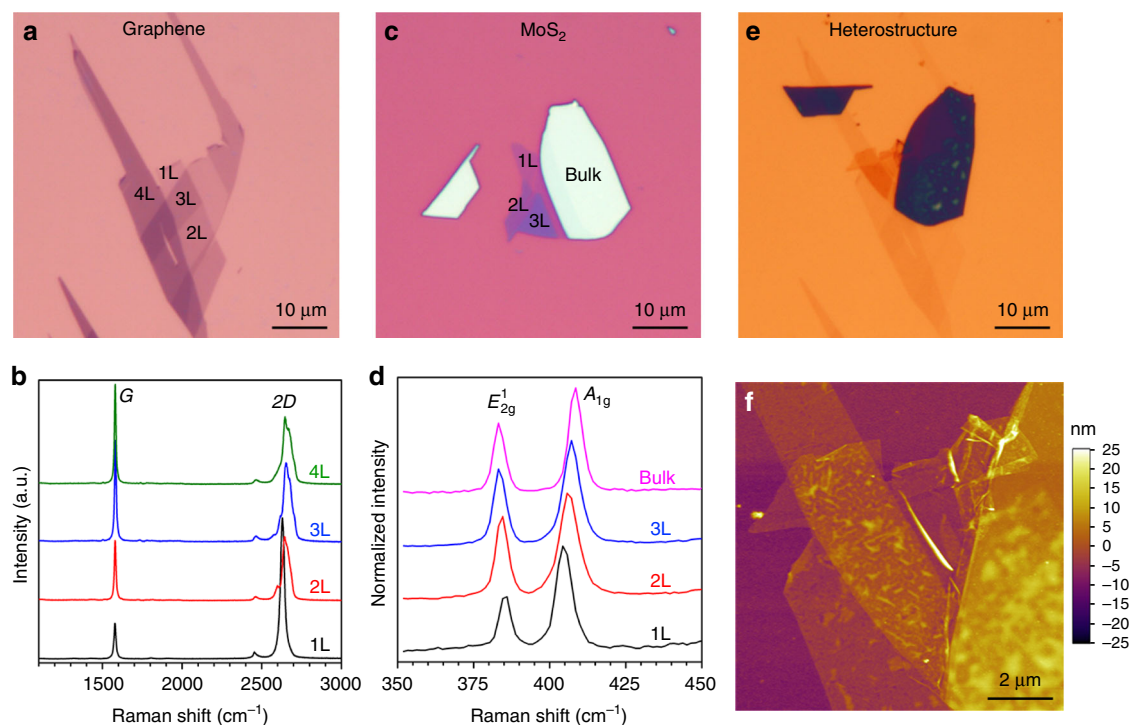 a
Graphene
1L
4L
3L
2L
10 μm
c
MoS2
1L
2L
3L
Bulk
10 μm
e
Heterostructure
10 μm
b
G
2D
4L
3L
2L
1L
Intensity (a.u.)
1500 2000 2500 3000
Raman shift (cm–1)
d
E12g
A1g
Bulk
3L
2L
1L
Normalized intensity
350 375 400 425 450
Raman shift (cm–1)
f
2 μm
nm
25
20
15
10
5
0
–5
–10
–15
–20
–25